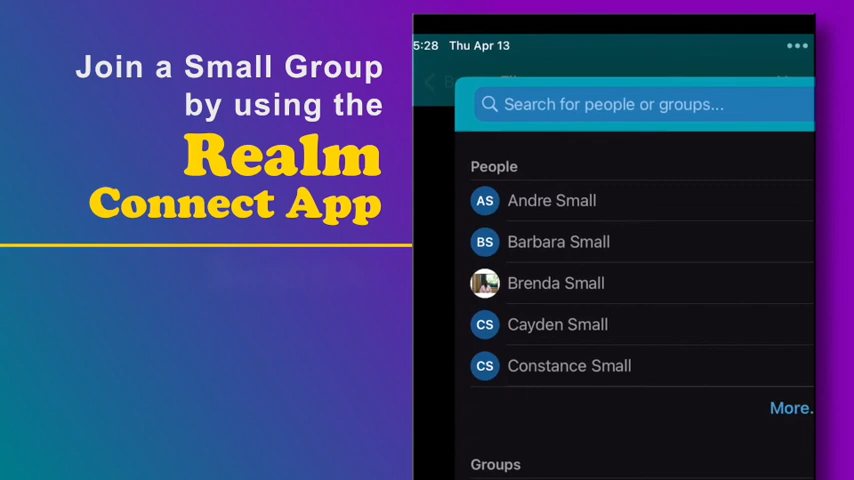 Join a Small Group
by using the
Realm
Connect App
5:28 Thu Apr 13
Search for people or groups...
People
AS Andre Small
BS Barbara Small
Brenda Small
CS Cayden Small
CS Constance Small
More.
Groups